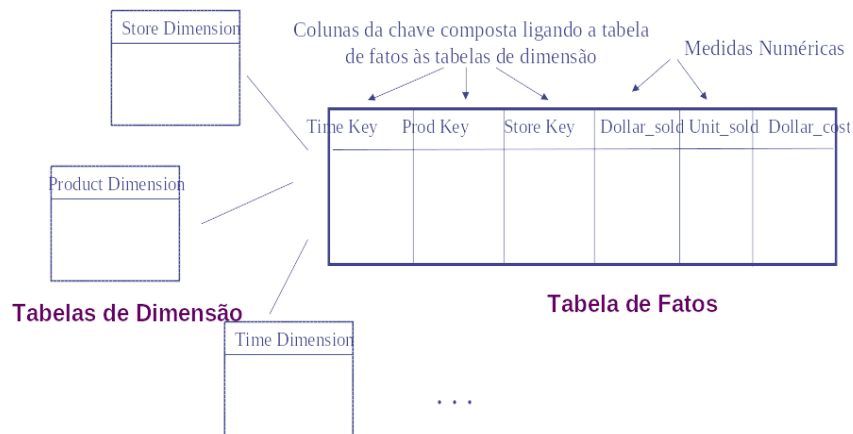 Store Dimension
Colunas da chave composta ligando a tabela
de fatos às tabelas de dimensão
Medidas Numéricas
Time Key Prod Key Store Key Dollar_sold Unit_sold Dollar_cost
Product Dimension
Tabelas de Dimensão
Tabela de Fatos
Time Dimension
. . .